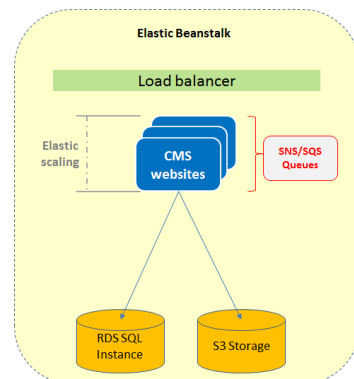 Elastic Beanstalk
Load balancer
Elastic
scaling
CMS
websites
SNS/SQS
Queues
RDS SQL
Instance
S3 Storage